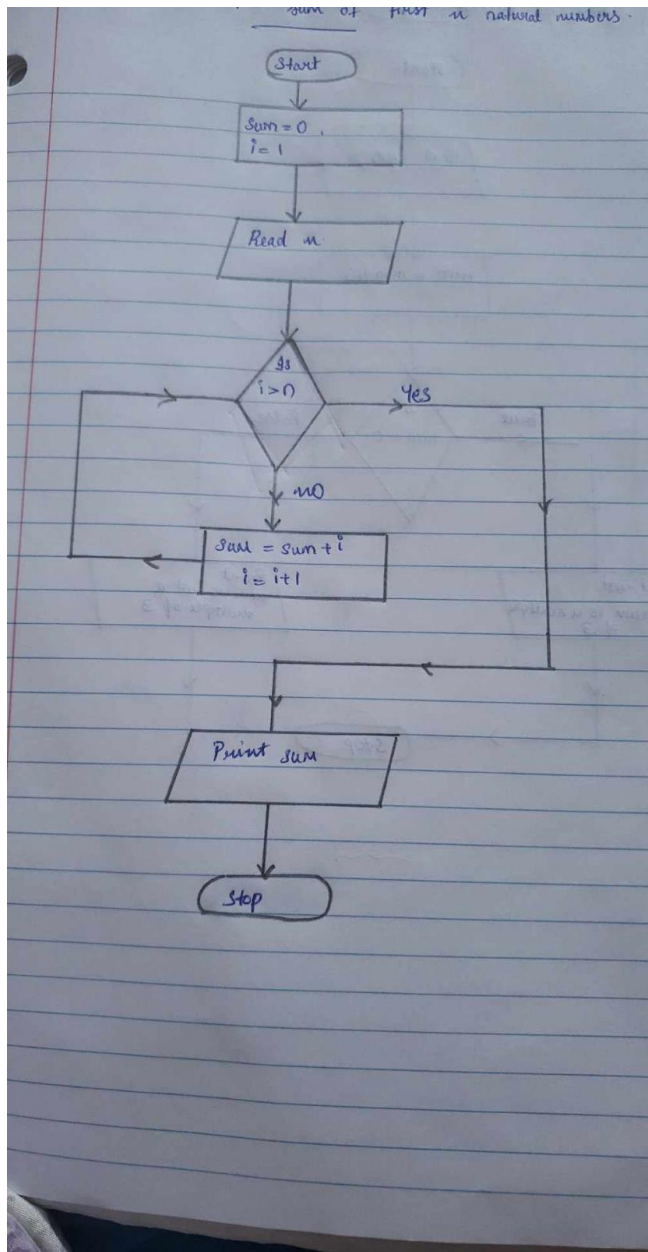 sum of first n natural numbers.
Start
sum = 0
i = 1
Read n
Is
i > n
Yes
no
sum = sum + i
i = i + 1
Print sum
Stop